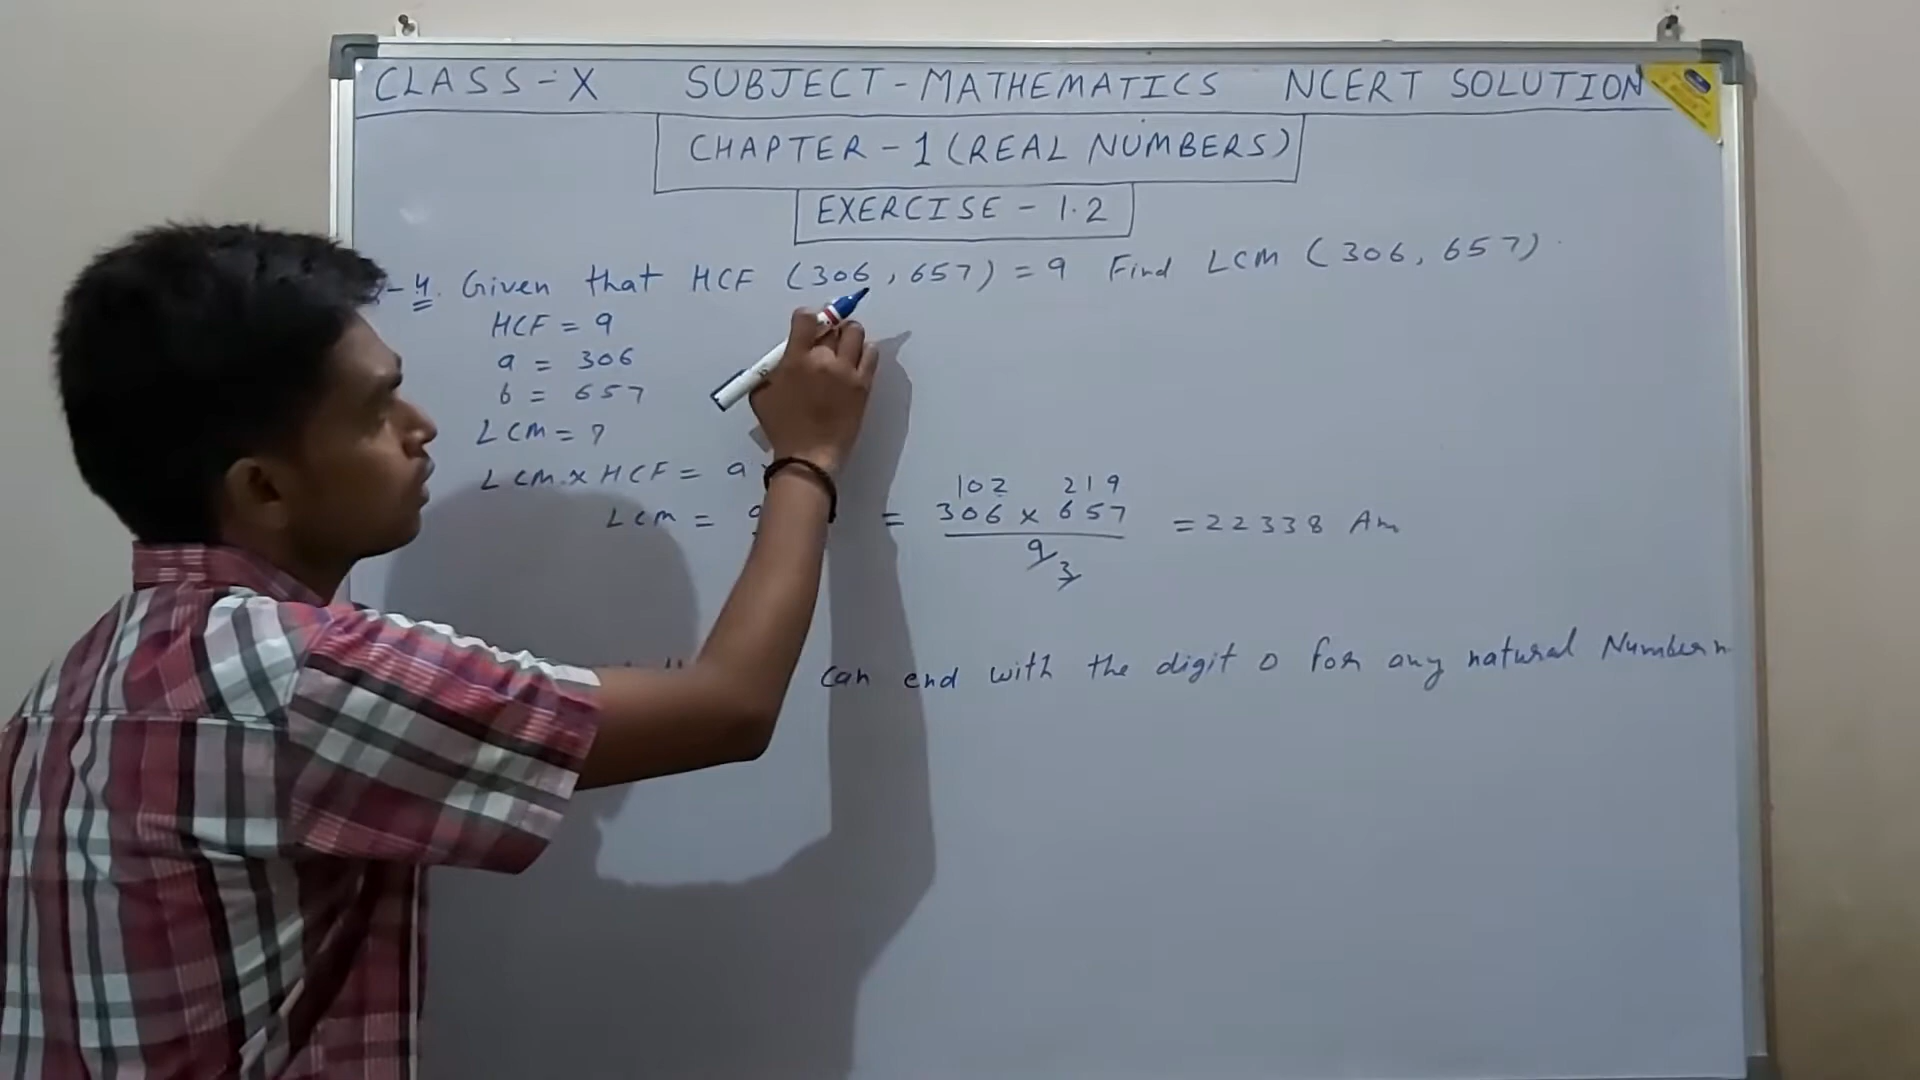 CLASS-X SUBJECT-MATHEMATICS NCERT SOLUTION
CHAPTER-1 (REAL NUMBERS)
EXERCISE-1.2
-4. Given that HCF (306, 657) = 9 Find LCM (306, 657).
HCF = 9
a = 306
b = 657
LCM = ?
LCM x HCF = a
LCM =
=
102 219
306 x 657
9
3
= 22338 An
can end with the digit 0 for any natural Number n